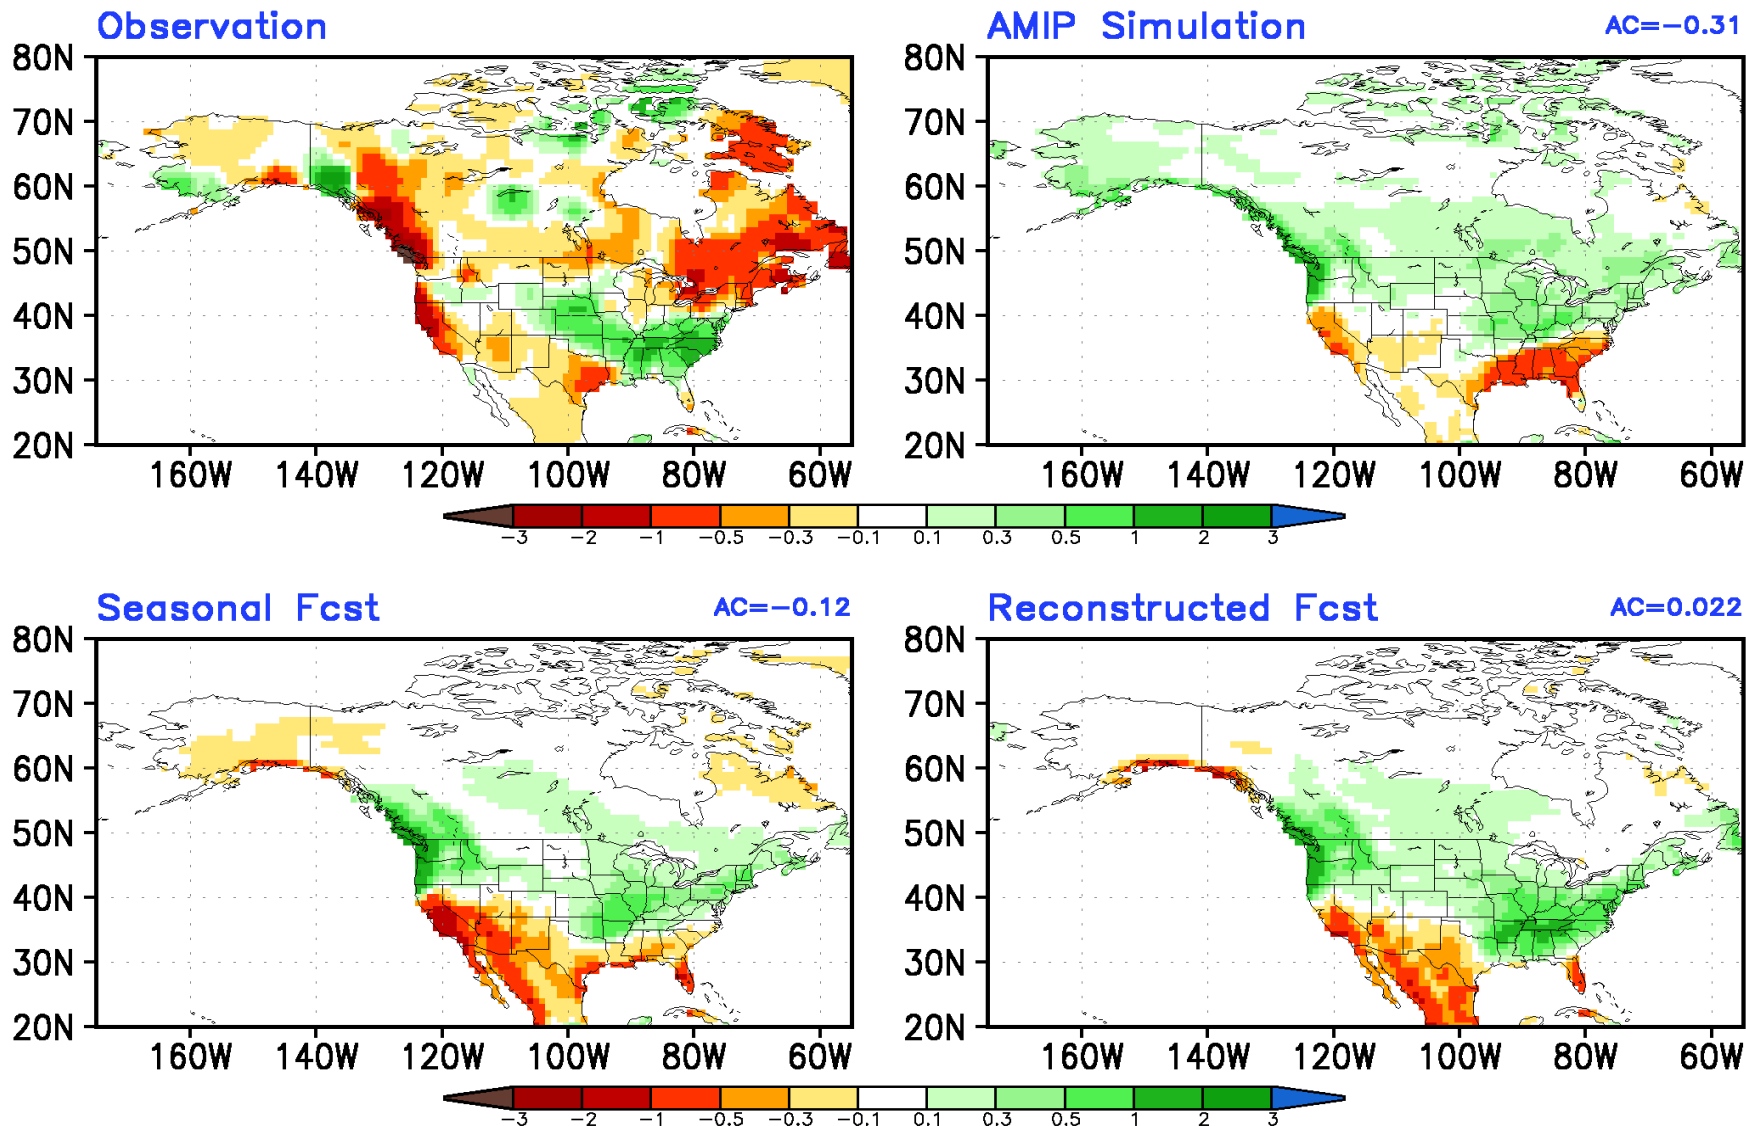 Observation
AMIP Simulation AC=-0.31
80N 80N
70N 70N
60N 60N
50N 50N
40N 40N
30N 30N
20N 20N
160W 140W 120W 100W 80W 60W 160W 140W 120W 100W 80W 60W
-3 -2 -1 -0.5 -0.3 -0.1 0.1 0.3 0.5 1 2 3
Seasonal Fcst AC=-0.12
Reconstructed Fcst AC=0.022
80N 80N
70N 70N
60N 60N
50N 50N
40N 40N
30N 30N
20N 20N
160W 140W 120W 100W 80W 60W 160W 140W 120W 100W 80W 60W
-3 -2 -1 -0.5 -0.3 -0.1 0.1 0.3 0.5 1 2 3